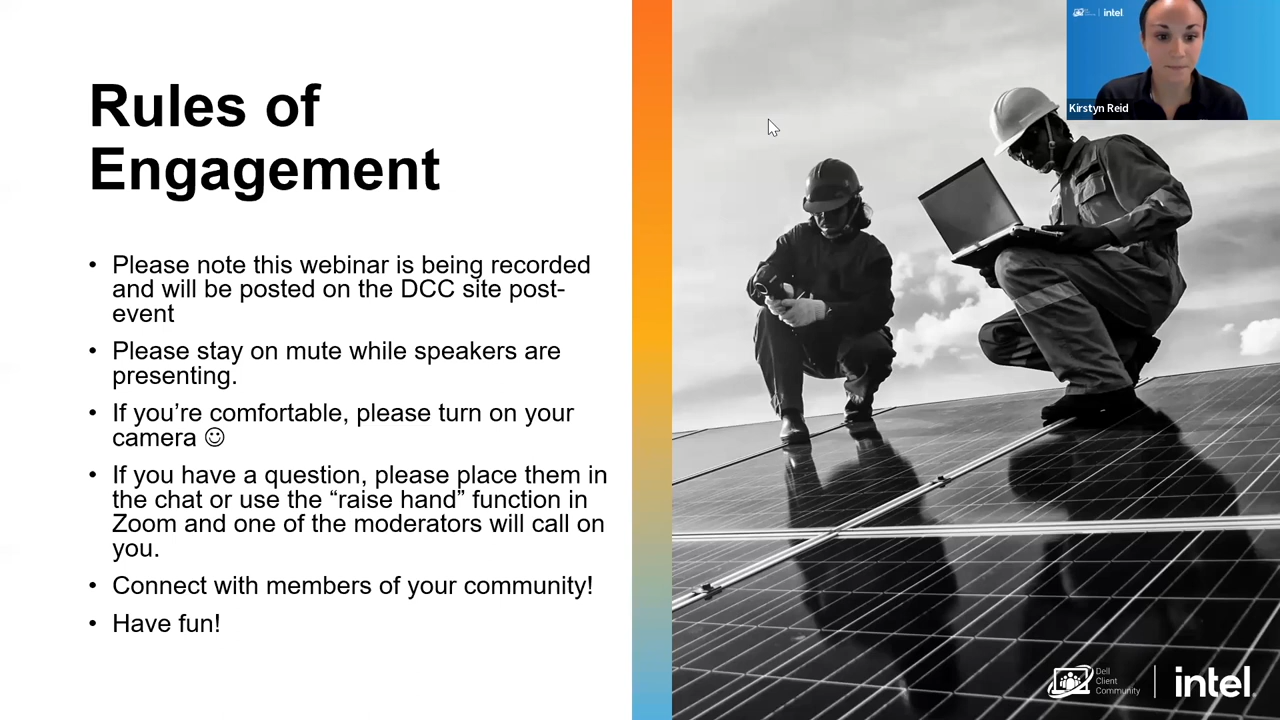 Rules of
Engagement
• Please note this webinar is being recorded
and will be posted on the DCC site post-
event
• Please stay on mute while speakers are
presenting.
• If you’re comfortable, please turn on your
camera ☺
• If you have a question, please place them in
the chat or use the “raise hand” function in
Zoom and one of the moderators will call on
you.
• Connect with members of your community!
• Have fun!
intel
Kirstyn Reid
Dell
Client
Community
intel